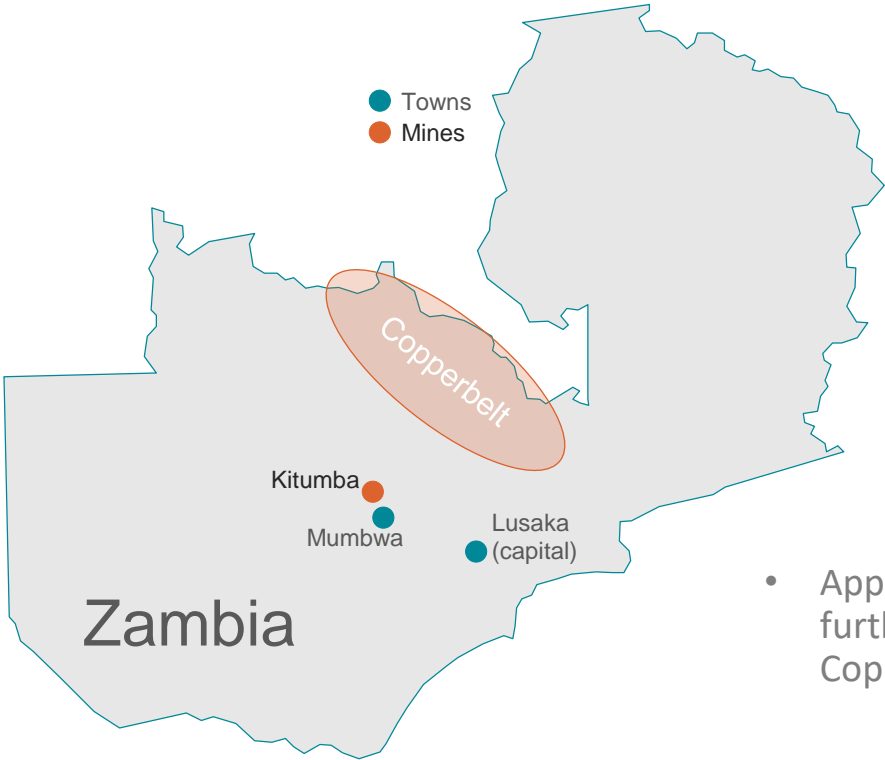 Towns
Mines
Copperbelt
Kitumba
Mumbwa
Lusaka
(capital)
Zambia
• App
furth
Cop